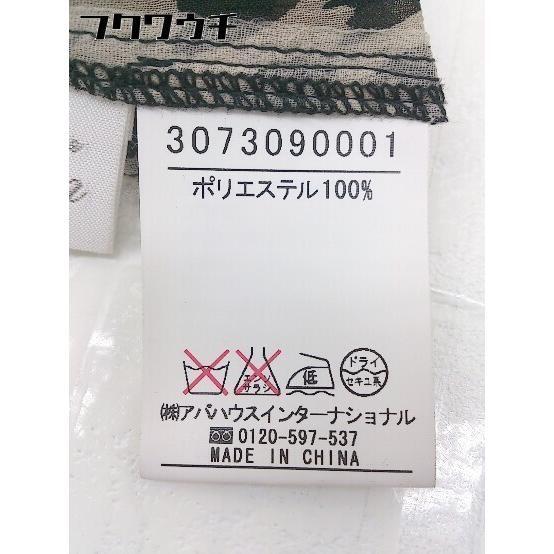 フクワウチ
3073090001
ポリエステル100%
エンソ
サラシ
低
ドライ
セキユ系
(株)アバハウスインターナショナル
0120-597-537
MADE IN CHINA